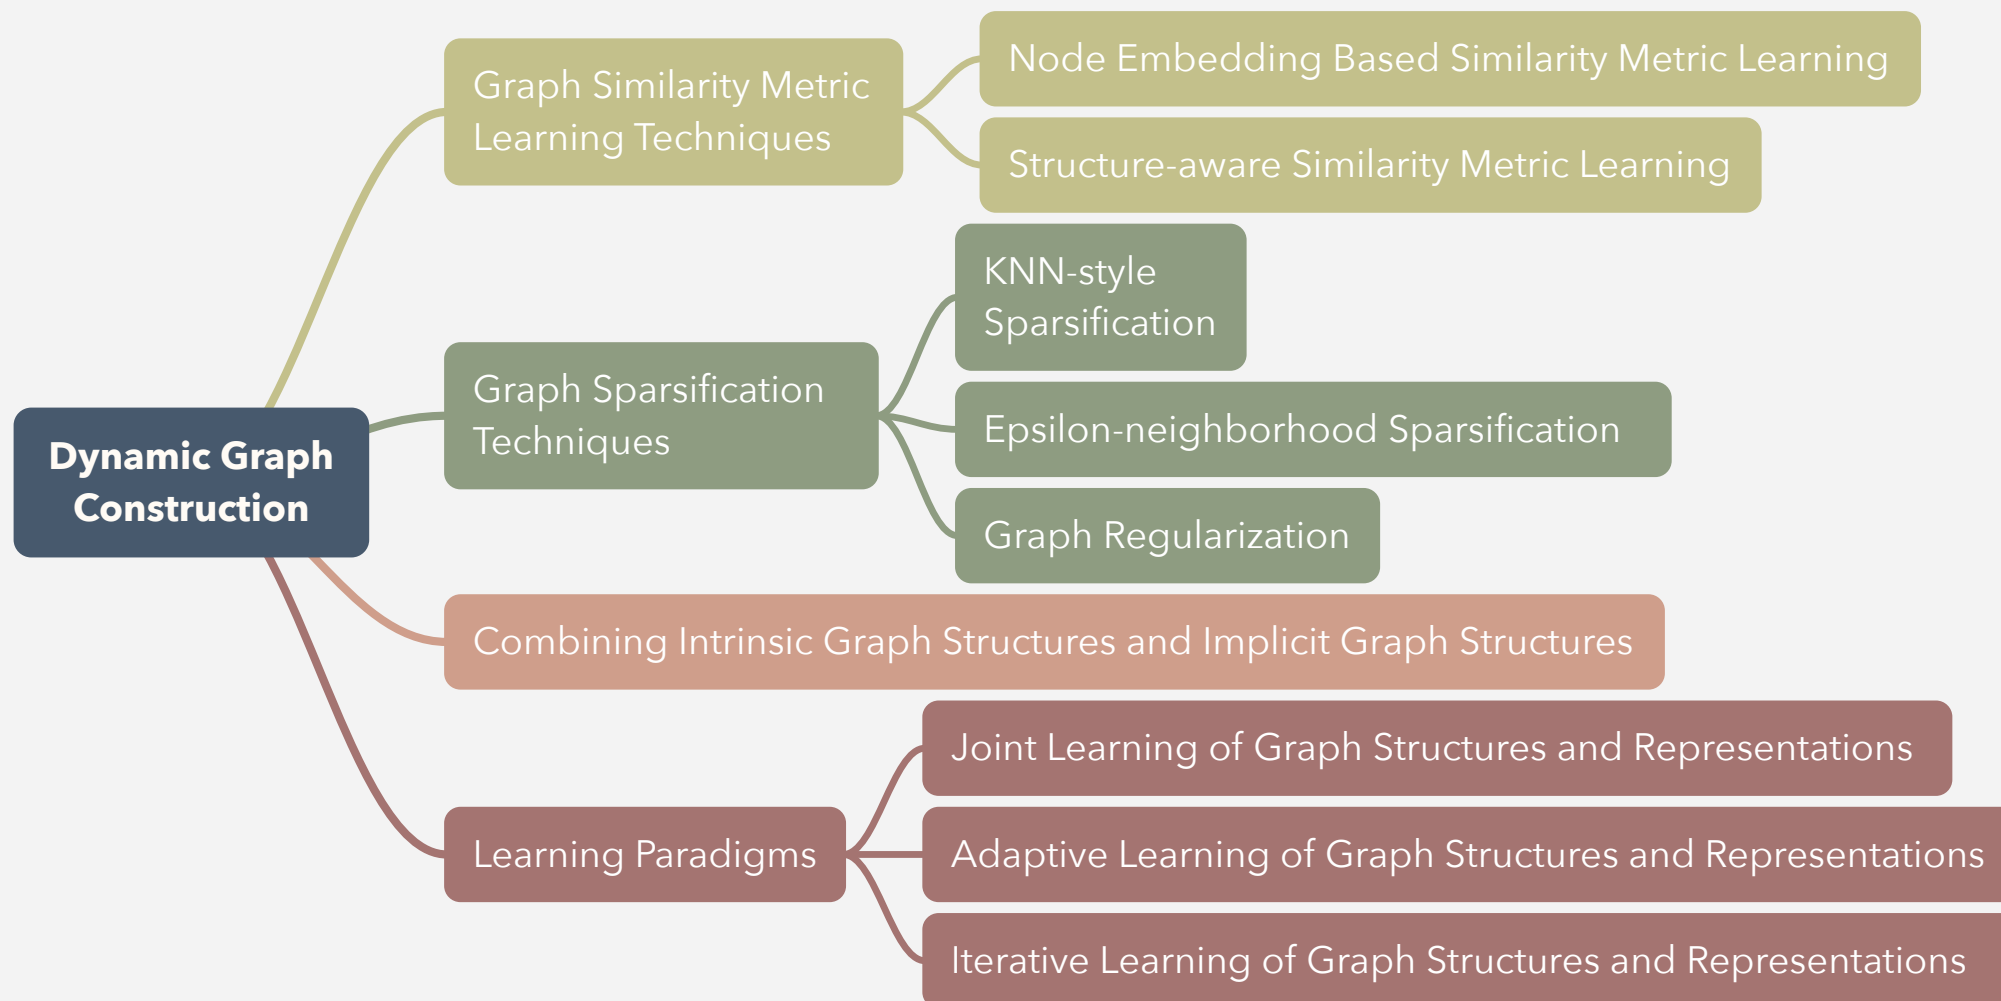 Node Embedding Based Similarity Metric Learning
Graph Similarity Metric
Learning Techniques
Structure-aware Similarity Metric Learning
KNN-style
Sparsification
Graph Sparsification
Techniques
Epsilon-neighborhood Sparsification
Dynamic Graph
Construction
Graph Regularization
Combining Intrinsic Graph Structures and Implicit Graph Structures
Joint Learning of Graph Structures and Representations
Learning Paradigms
Adaptive Learning of Graph Structures and Representations
Iterative Learning of Graph Structures and Representations